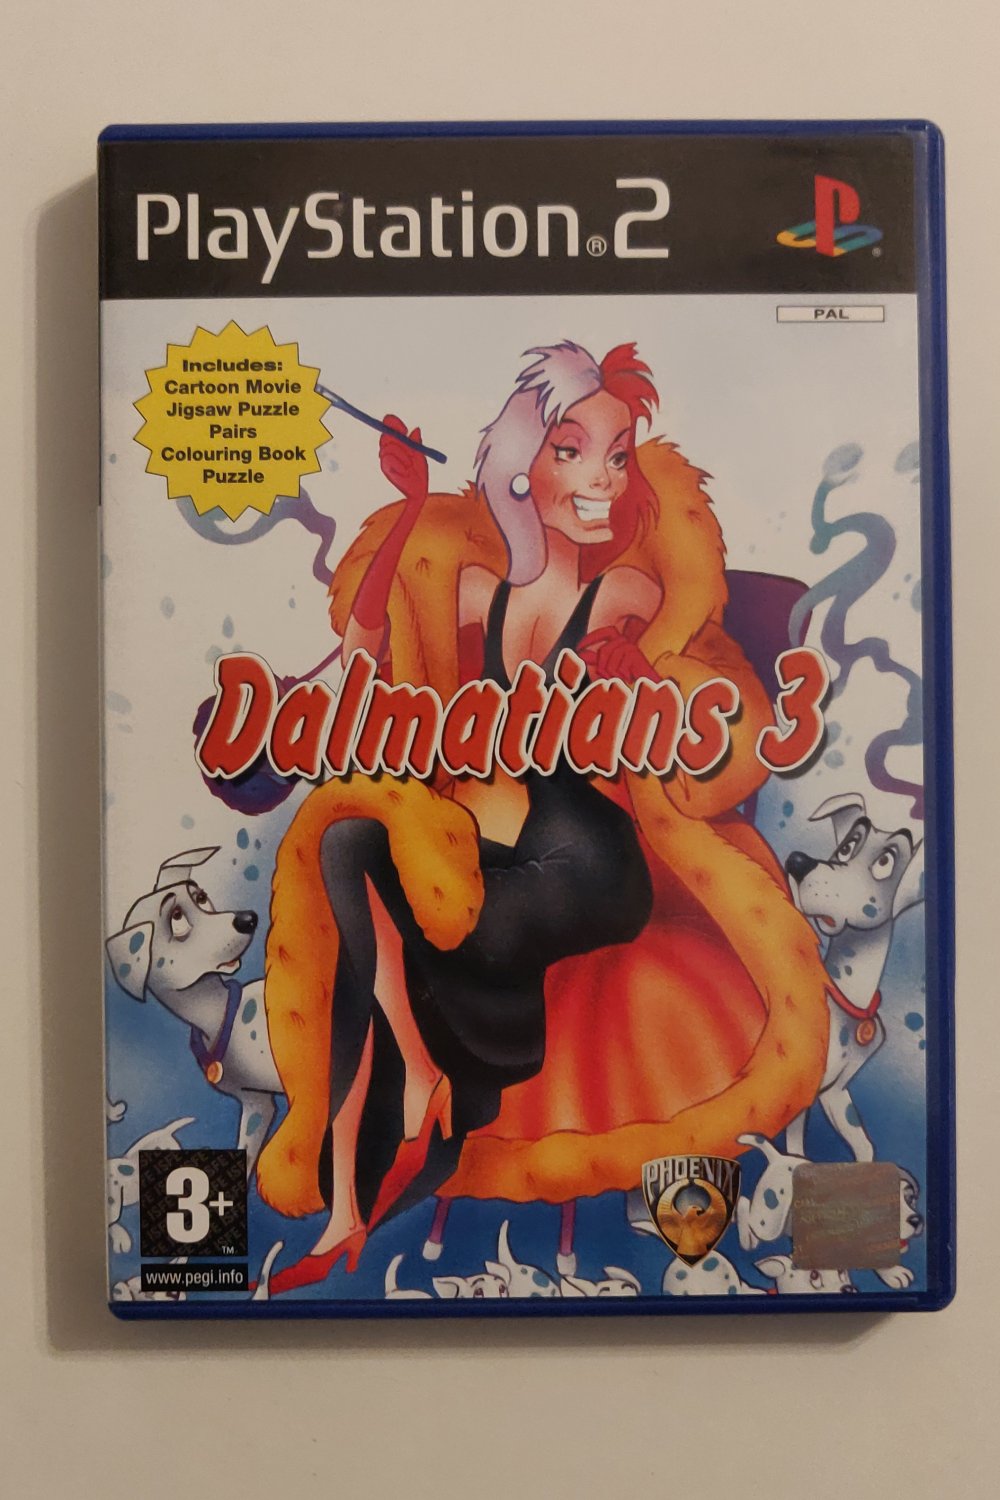 PlayStation®2
PAL
Includes:
Cartoon Movie
Jigsaw Puzzle
Pairs
Colouring Book
Puzzle
Dalmatians 3
PHOENIX
3+
TM
www.pegi.info